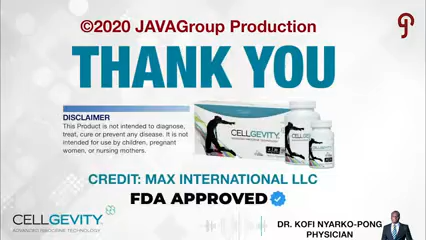 ©2020 JAVAGroup Production
THANK YOU
DISCLAIMER
This Product is not intended to diagnose,
treat, cure or prevent any disease. It is not
intended for use by children, pregnant
women, or nursing mothers.
CELLGEVITY
CREDIT: MAX INTERNATIONAL LLC
FDA APPROVED
CELLGEVITY
ADVANCED RIBOCEINE TECHNOLOGY
DR. KOFI NYARKO-PONG
PHYSICIAN